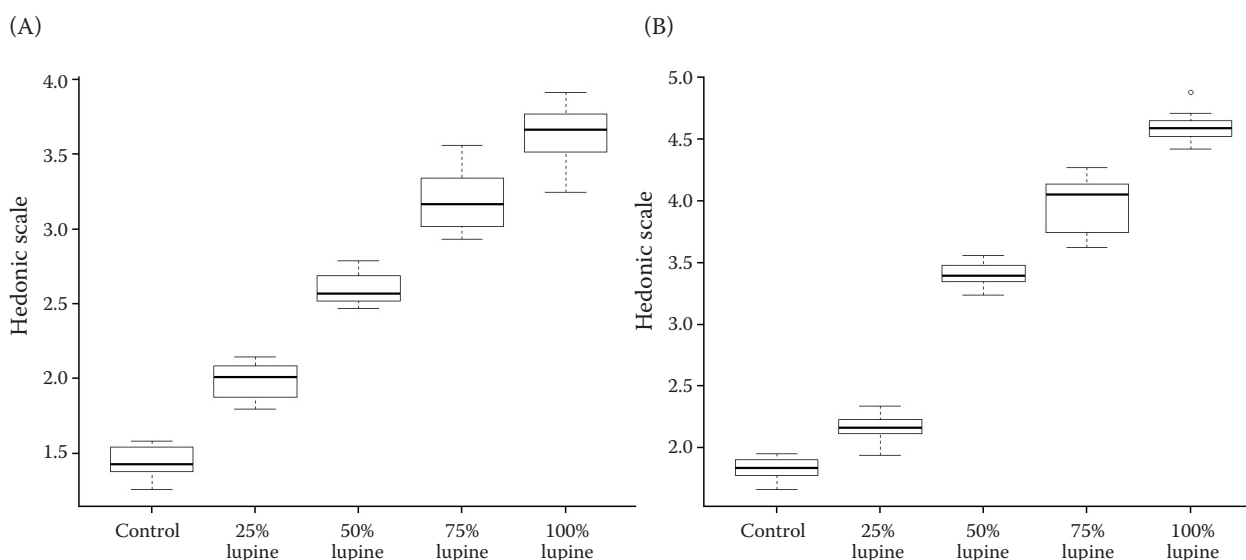 (A)
Hedonic scale
4.0
3.5
3.0
2.5
2.0
1.5
Control
25%
lupine
50%
lupine
75%
lupine
100%
lupine
(B)
Hedonic scale
5.0
4.5
4.0
3.5
3.0
2.5
2.0
Control
25%
lupine
50%
lupine
75%
lupine
100%
lupine